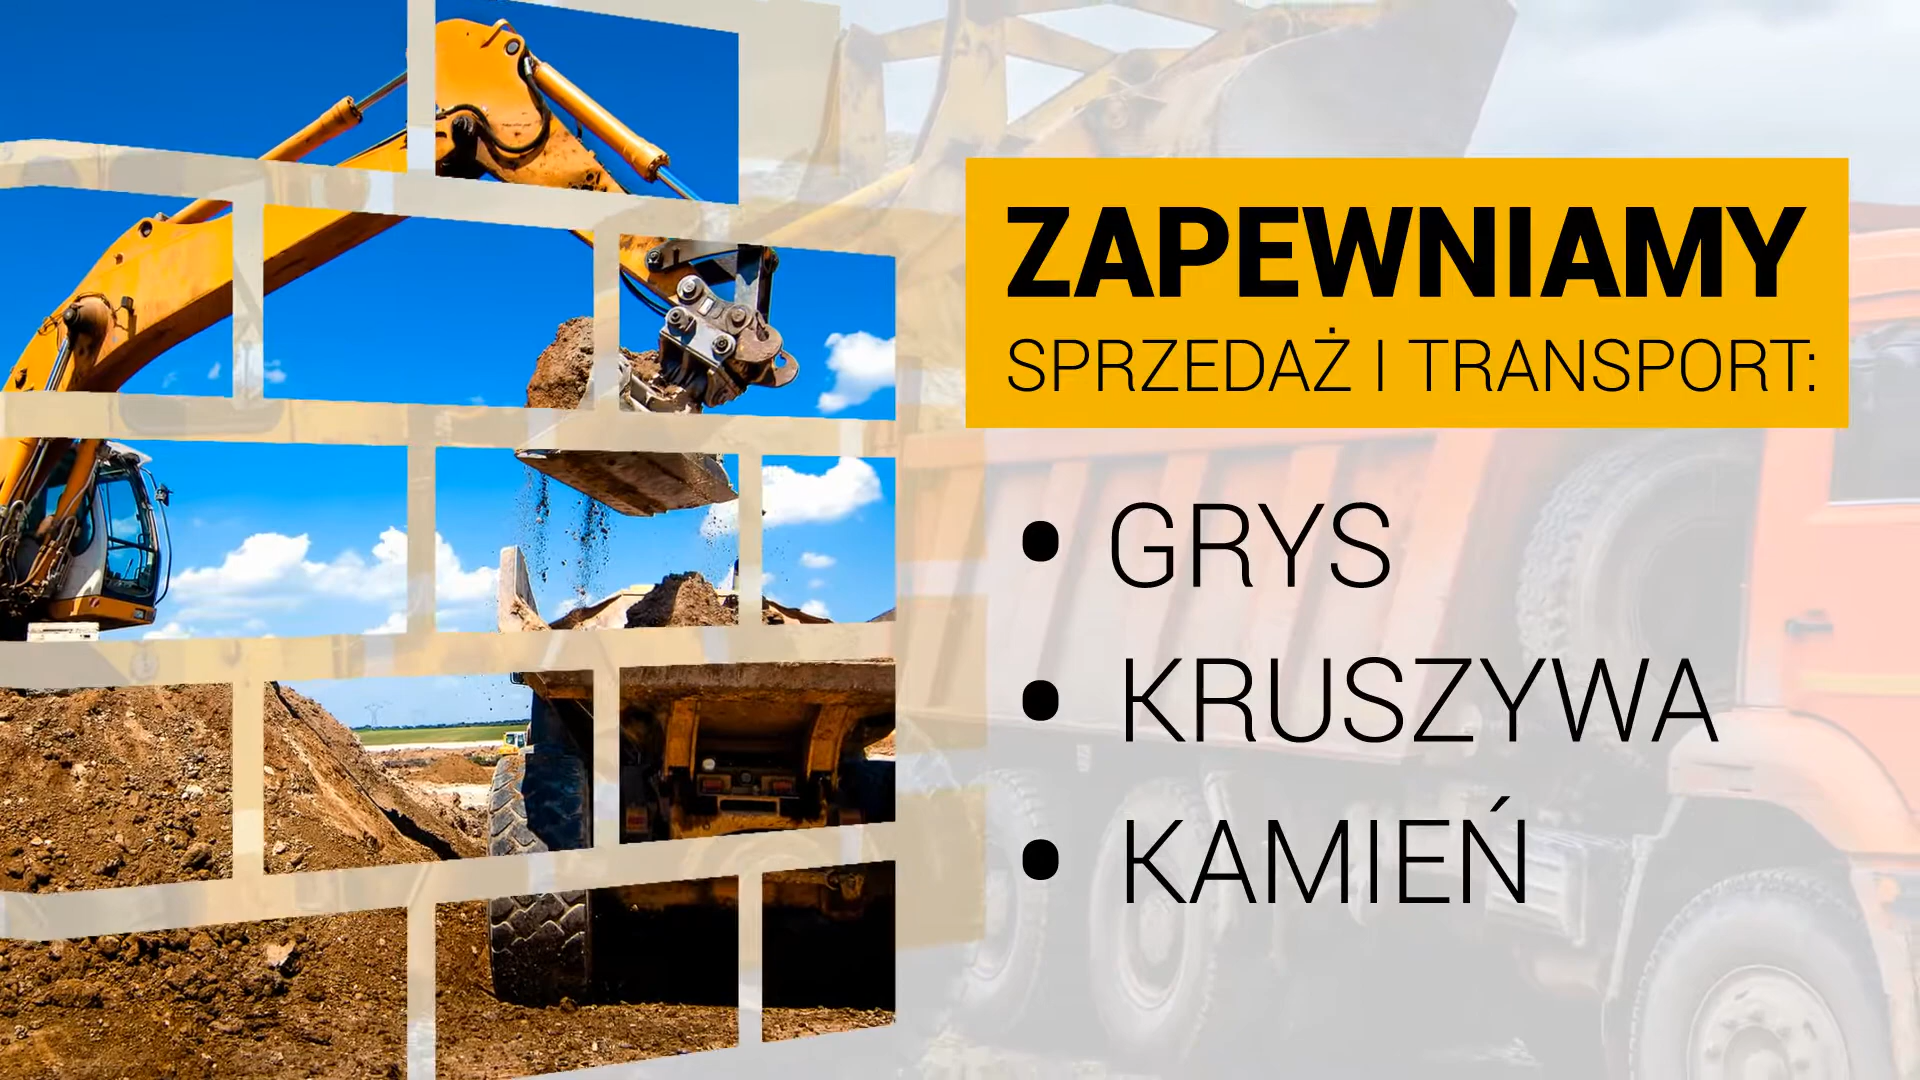 ZAPEWNIAMY
SPRZEDAŻ I TRANSPORT:
• GRYS
• KRUSZYWA
• KAMIEŃ